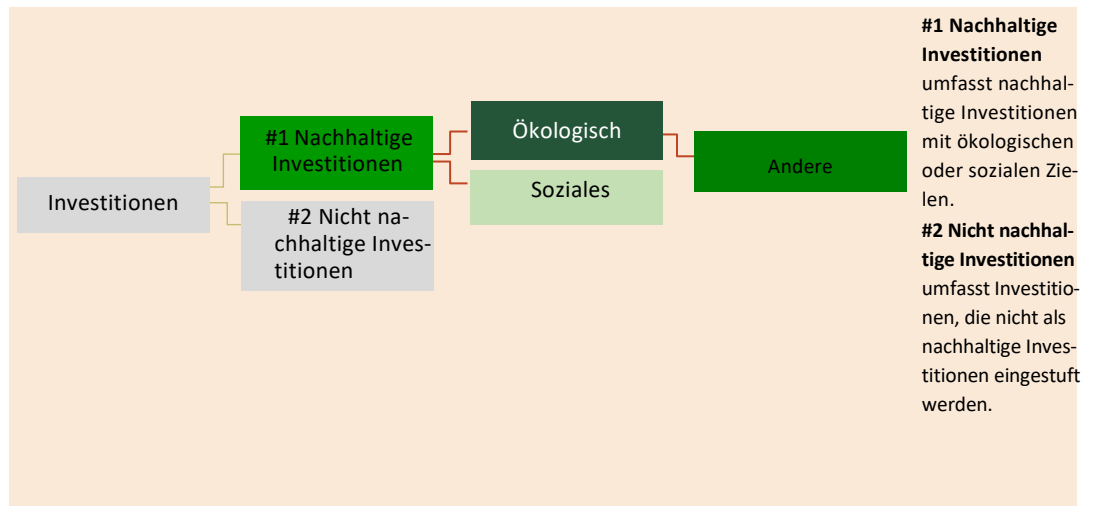 Investitionen
#1 Nachhaltige
Investitionen
#2 Nicht na-
chhaltige Inves-
titionen
Ökologisch
Soziales
Andere
#1 Nachhaltige
Investitionen
umfasst nachhal-
tige Investitionen
mit ökologischen
oder sozialen Zie-
len.
#2 Nicht nachhal-
tige Investitionen
umfasst Investitio-
nen, die nicht als
nachhaltige Inves-
titionen eingestuft
werden.